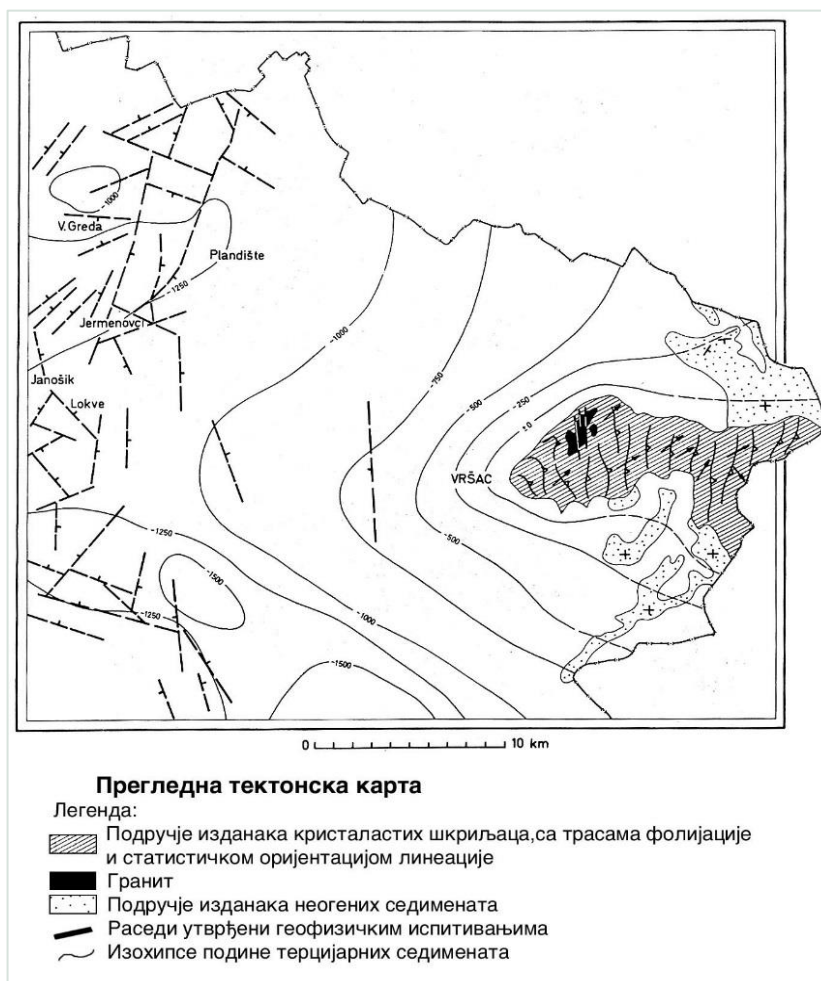 -1000
V. Greda
Plandište
-1250
Jermenovci
-1000
-750
-500
-250
±0
Janošik
Lokve
VRŠAC
-1250
-500
-1500
-1250
-1000
-1500
0 10 km
Прегледна тектонска карта
Легенда:
Подручје изданака кристаластих шкриљаца,са трасама фолијације
и статистичком оријентацијом линеације
Гранит
Подручје изданака неогених седимената
Раседи утврђени геофизичким испитивањима
Изохипсе подине терцијарних седимената